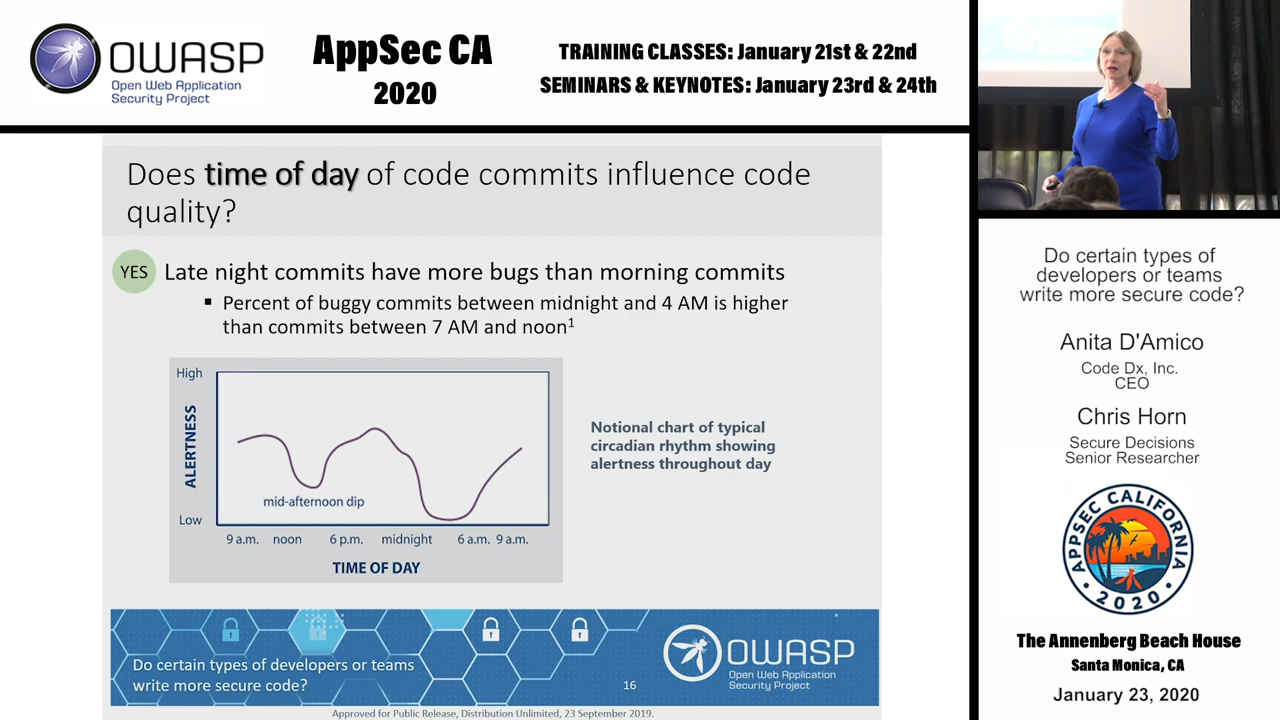 OWASP
Open Web Application
Security Project
AppSec CA
2020
TRAINING CLASSES: January 21st & 22nd
SEMINARS & KEYNOTES: January 23rd & 24th
Does time of day of code commits influence code
quality?
YES
Late night commits have more bugs than morning commits
▪ Percent of buggy commits between midnight and 4 AM is higher
than commits between 7 AM and noon¹
High
ALERTNESS
Low
mid-afternoon dip
9 a.m. noon 6 p.m. midnight 6 a.m. 9 a.m.
TIME OF DAY
Notional chart of typical
circadian rhythm showing
alertness throughout day
Do certain types of developers or teams
write more secure code?
16
OWASP
Open Web Application
Security Project
Approved for Public Release, Distribution Unlimited, 23 September 2019.
Do certain types of
developers or teams
write more secure code?
Anita D'Amico
Code Dx, Inc.
CEO
Chris Horn
Secure Decisions
Senior Researcher
APPSEC CALIFORNIA
2020
The Annenberg Beach House
Santa Monica, CA
January 23, 2020